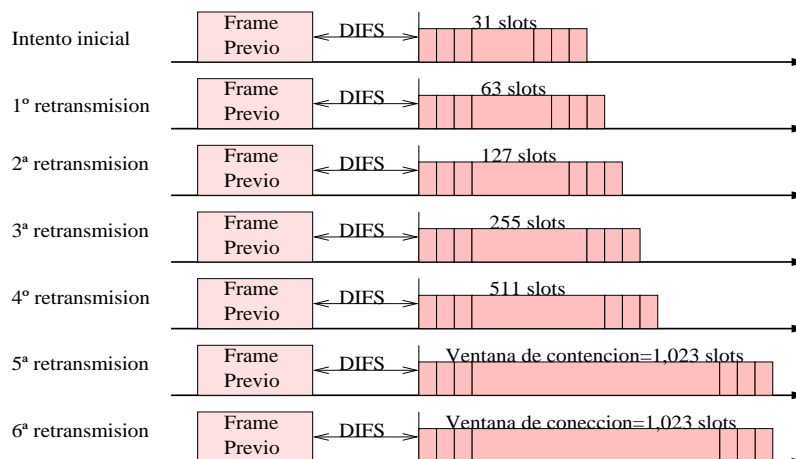 Intento inicial
Frame
Previo
DIFS
31 slots
1º retransmision
Frame
Previo
DIFS
63 slots
2ª retransmision
Frame
Previo
DIFS
127 slots
3ª retransmision
Frame
Previo
DIFS
255 slots
4º retransmision
Frame
Previo
DIFS
511 slots
5ª retransmision
Frame
Previo
DIFS
Ventana de contencion=1,023 slots
6ª retransmision
Frame
Previo
DIFS
Ventana de coneccion=1,023 slots